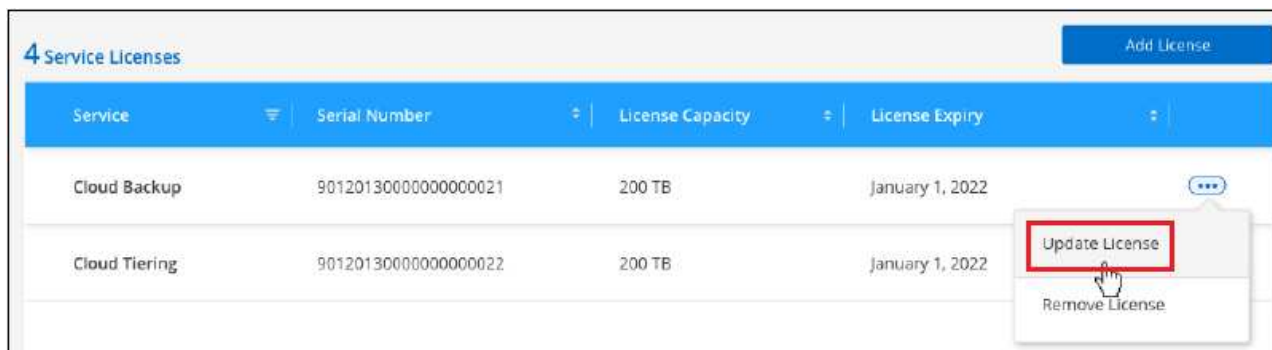 4 Service Licenses
Add License
Service Serial Number License Capacity License Expiry
Cloud Backup 90120130000000000021 200 TB January 1, 2022
Update License
Cloud Tiering 90120130000000000022 200 TB January 1, 2022
Remove License